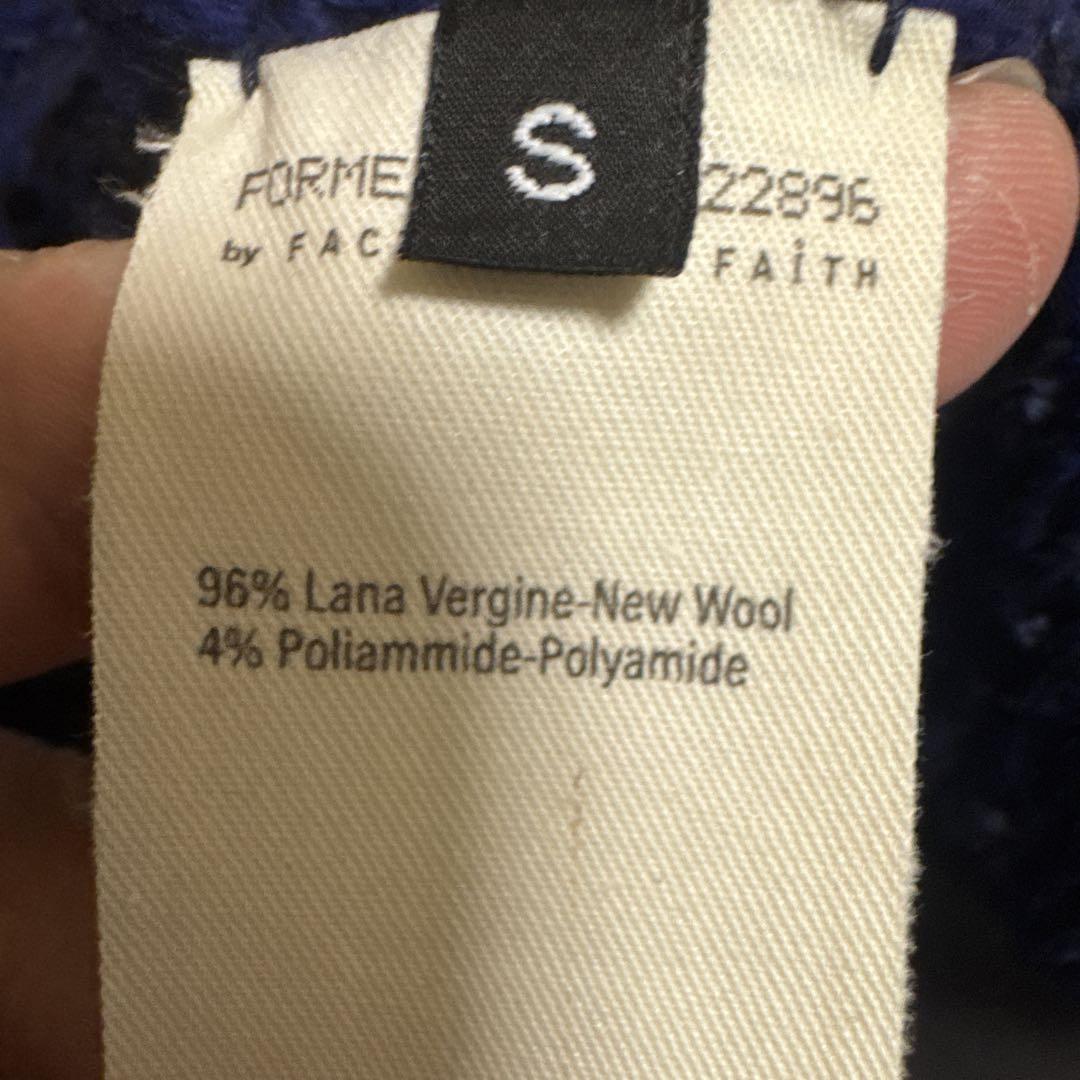 S
FORME 22896
by FAC FAİTH
96% Lana Vergine-New Wool
4% Poliammide-Polyamide